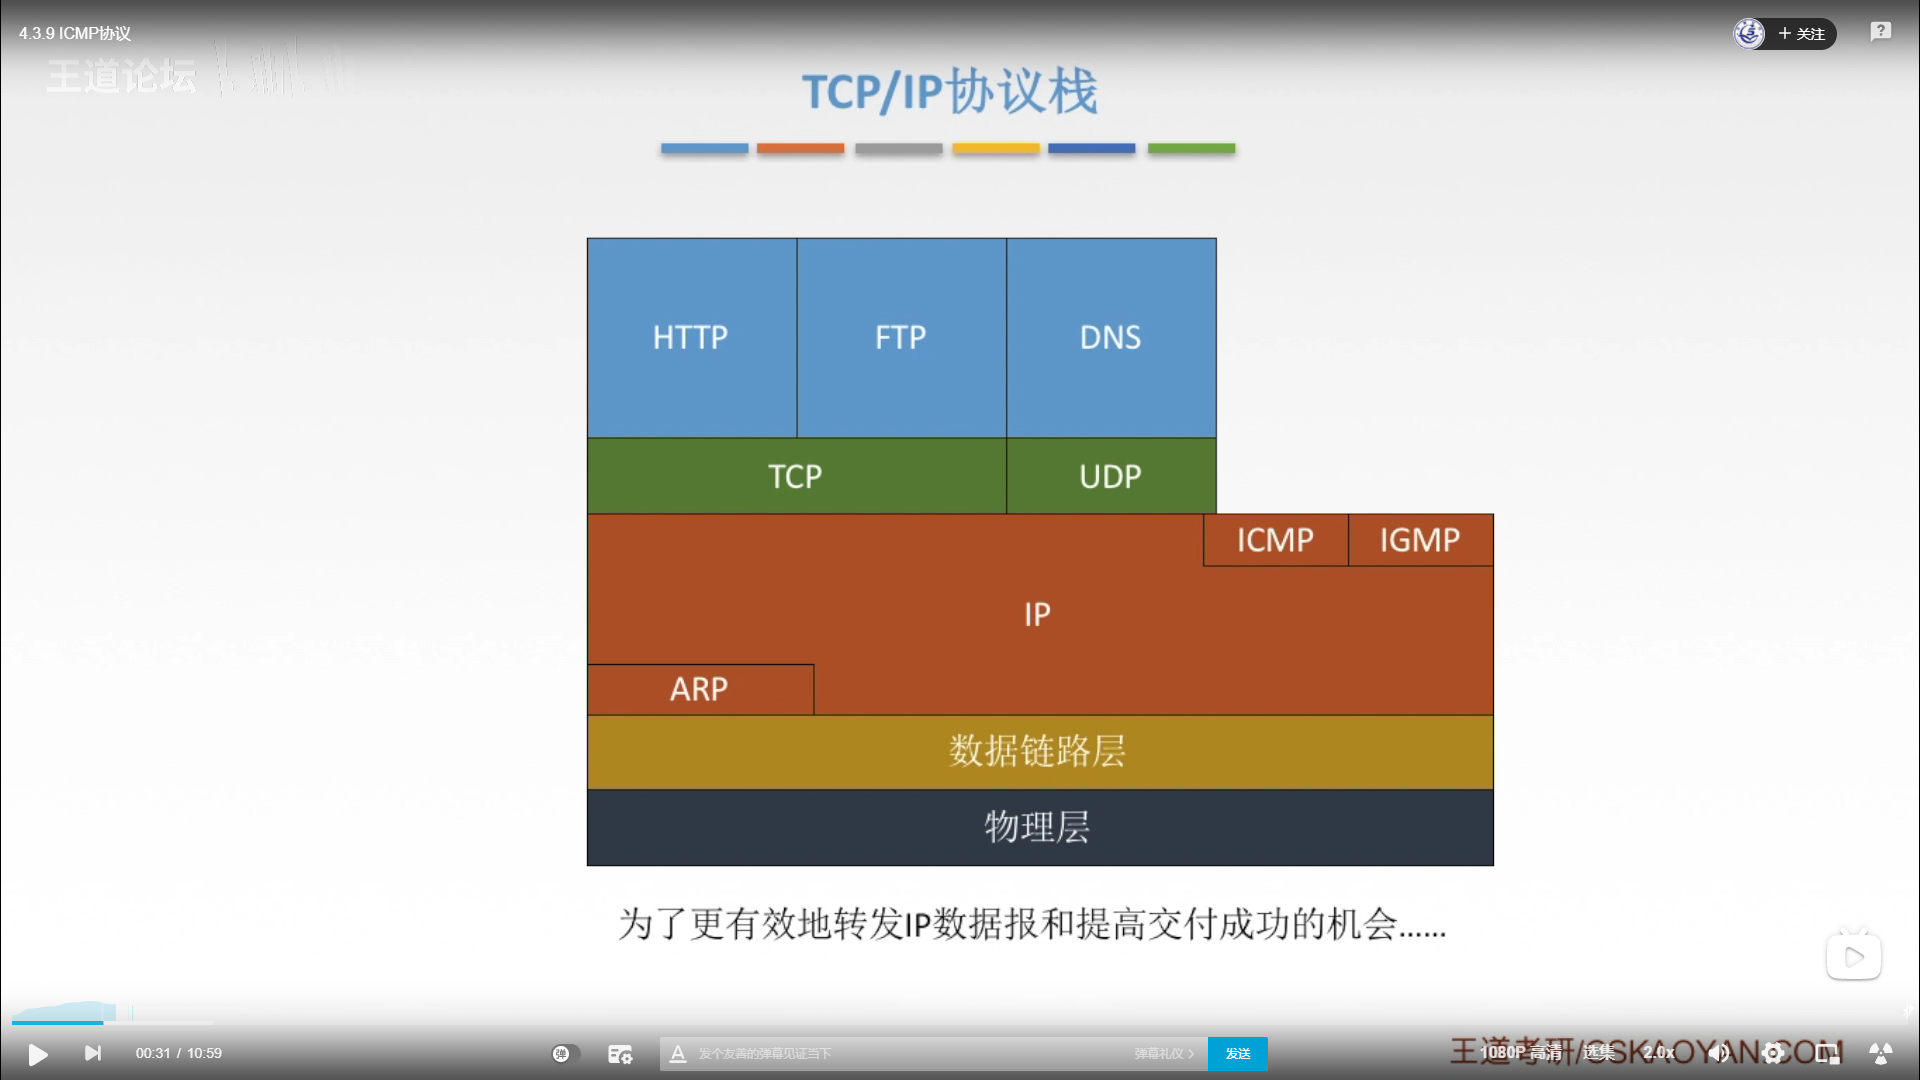 4.3.9 ICMP协议
+ 关注
王道论坛
TCP/IP协议栈
HTTP
FTP
DNS
TCP
UDP
ICMP
IGMP
IP
ARP
数据链路层
物理层
为了更有效地转发IP数据报和提高交付成功的机会......
00:31 / 10:59
弹
发个友善的弹幕见证当下
弹幕礼仪 >
发送
王道考研/CSKAOYAN.COM
1080P 高清
选集
2.0x